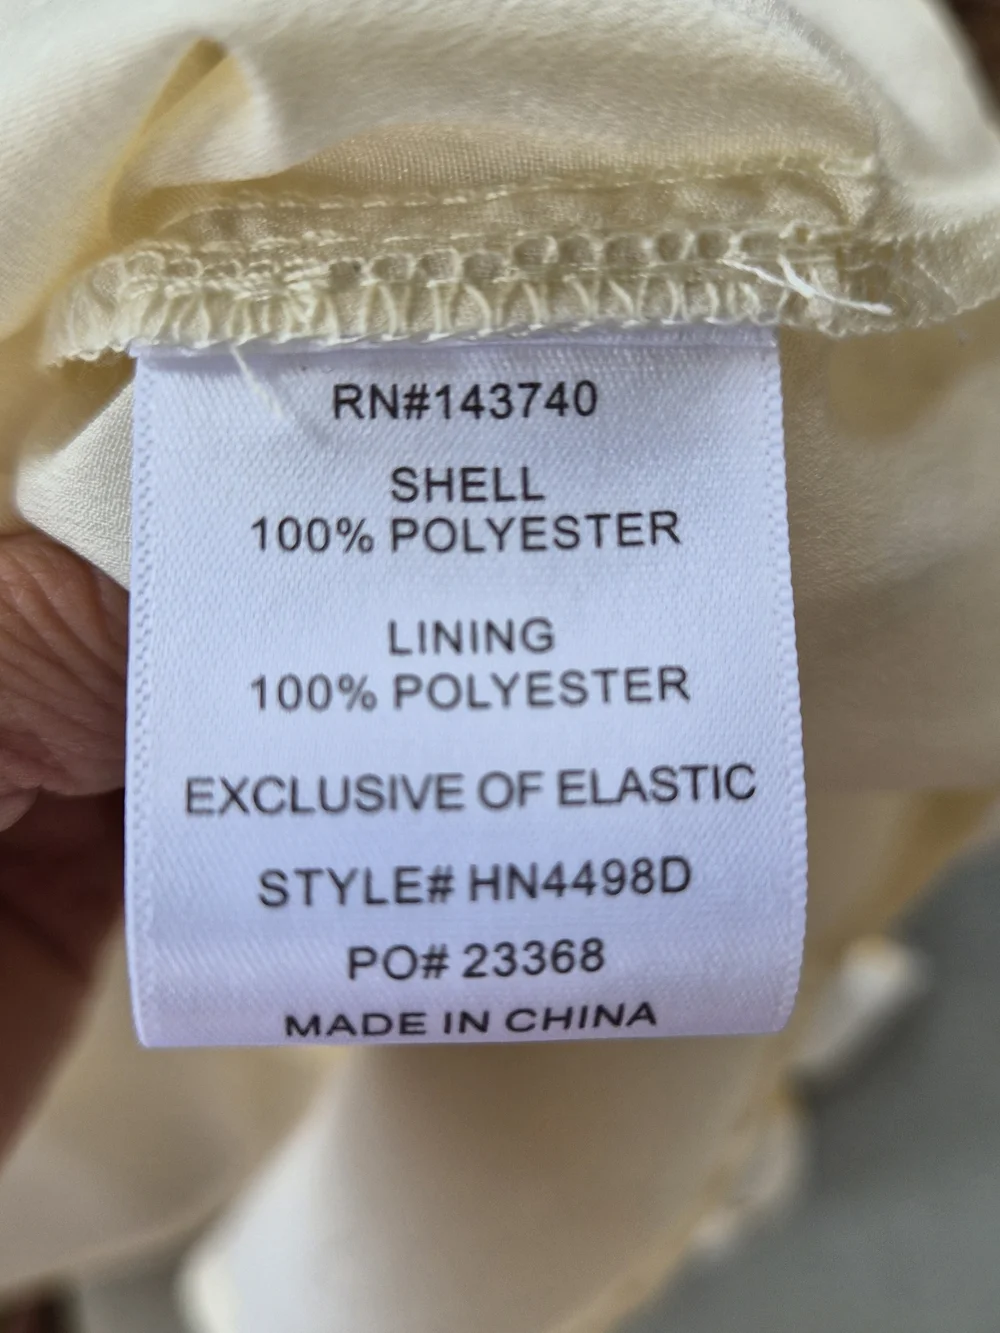 RN#143740
SHELL
100% POLYESTER
LINING
100% POLYESTER
EXCLUSIVE OF ELASTIC
STYLE# HN4498D
PO# 23368
MADE IN CHINA